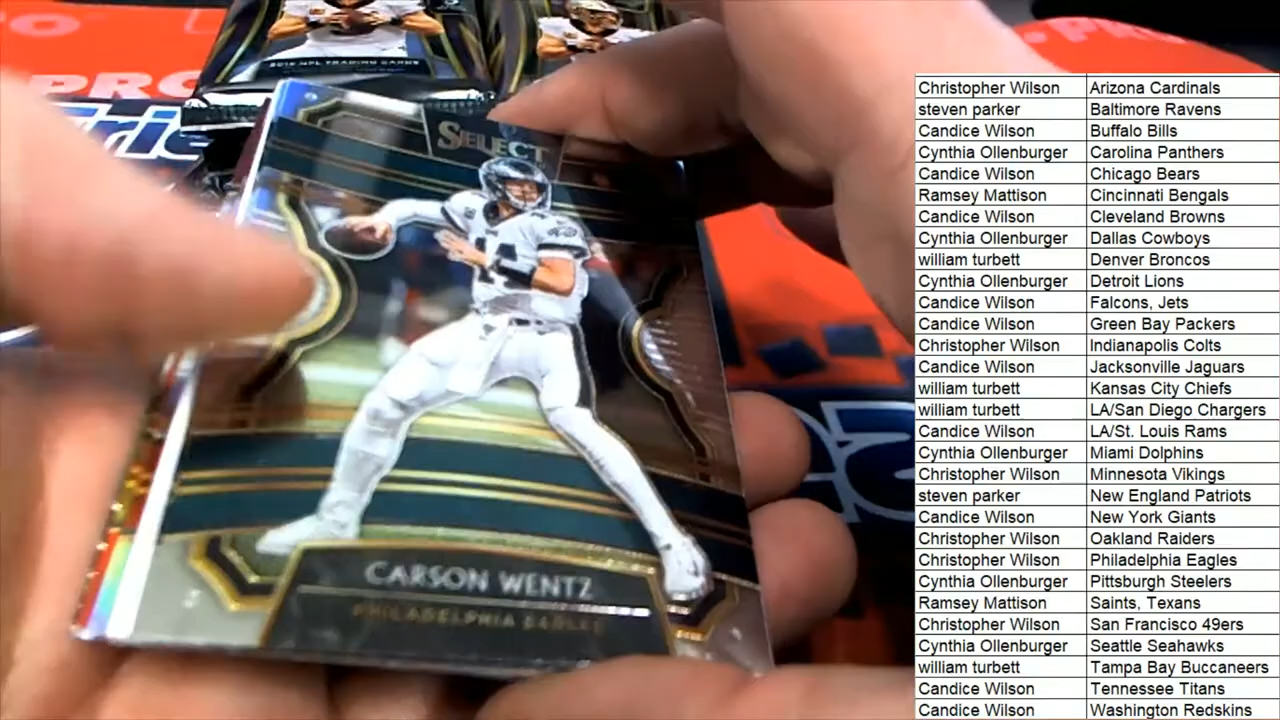 2018 NFL TRADING CARDS
PRO
SELECT
CARSON WENTZ
PHILADELPHIA EAGLES
Christopher Wilson Arizona Cardinals
steven parker Baltimore Ravens
Candice Wilson Buffalo Bills
Cynthia Ollenburger Carolina Panthers
Candice Wilson Chicago Bears
Ramsey Mattison Cincinnati Bengals
Candice Wilson Cleveland Browns
Cynthia Ollenburger Dallas Cowboys
william turbett Denver Broncos
Cynthia Ollenburger Detroit Lions
Candice Wilson Falcons, Jets
Candice Wilson Green Bay Packers
Christopher Wilson Indianapolis Colts
Candice Wilson Jacksonville Jaguars
william turbett Kansas City Chiefs
william turbett LA/San Diego Chargers
Candice Wilson LA/St. Louis Rams
Cynthia Ollenburger Miami Dolphins
Christopher Wilson Minnesota Vikings
steven parker New England Patriots
Candice Wilson New York Giants
Christopher Wilson Oakland Raiders
Christopher Wilson Philadelphia Eagles
Cynthia Ollenburger Pittsburgh Steelers
Ramsey Mattison Saints, Texans
Christopher Wilson San Francisco 49ers
Cynthia Ollenburger Seattle Seahawks
william turbett Tampa Bay Buccaneers
Candice Wilson Tennessee Titans
Candice Wilson Washington Redskins